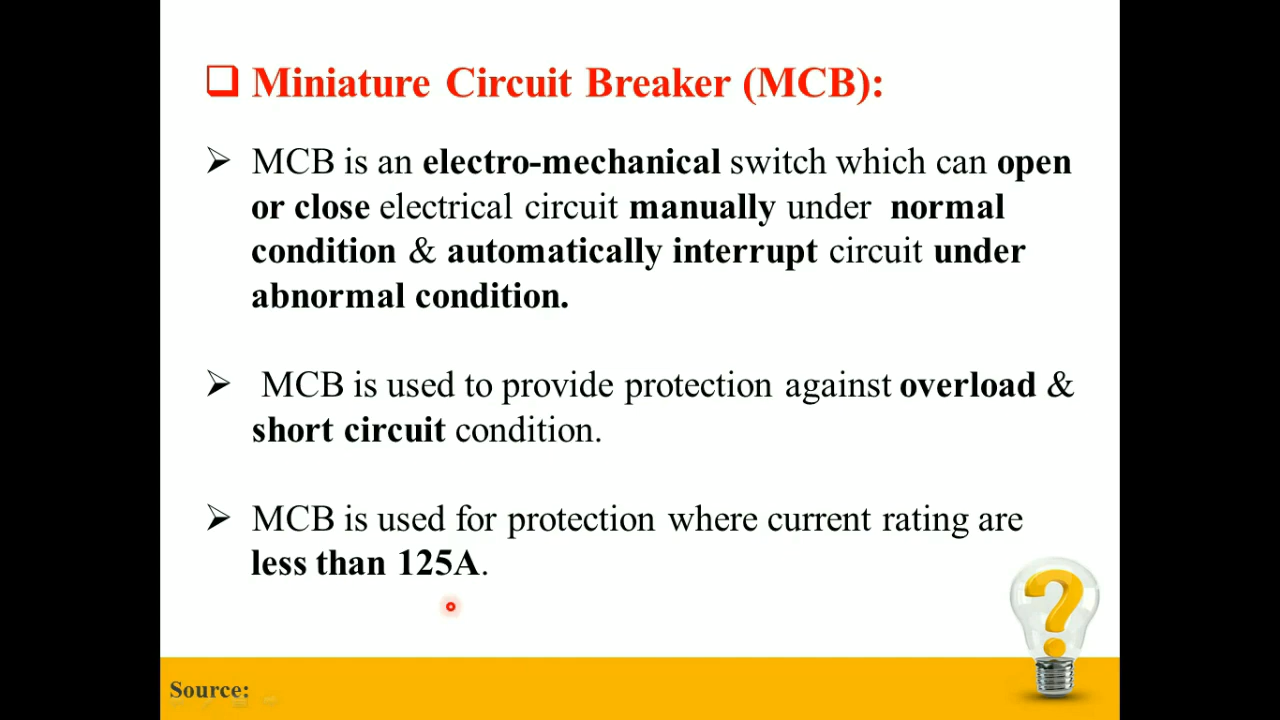 Miniature Circuit Breaker (MCB):
MCB is an electro-mechanical switch which can open
or close electrical circuit manually under normal
condition & automatically interrupt circuit under
abnormal condition.
MCB is used to provide protection against overload &
short circuit condition.
MCB is used for protection where current rating are
less than 125A.
?
Source: